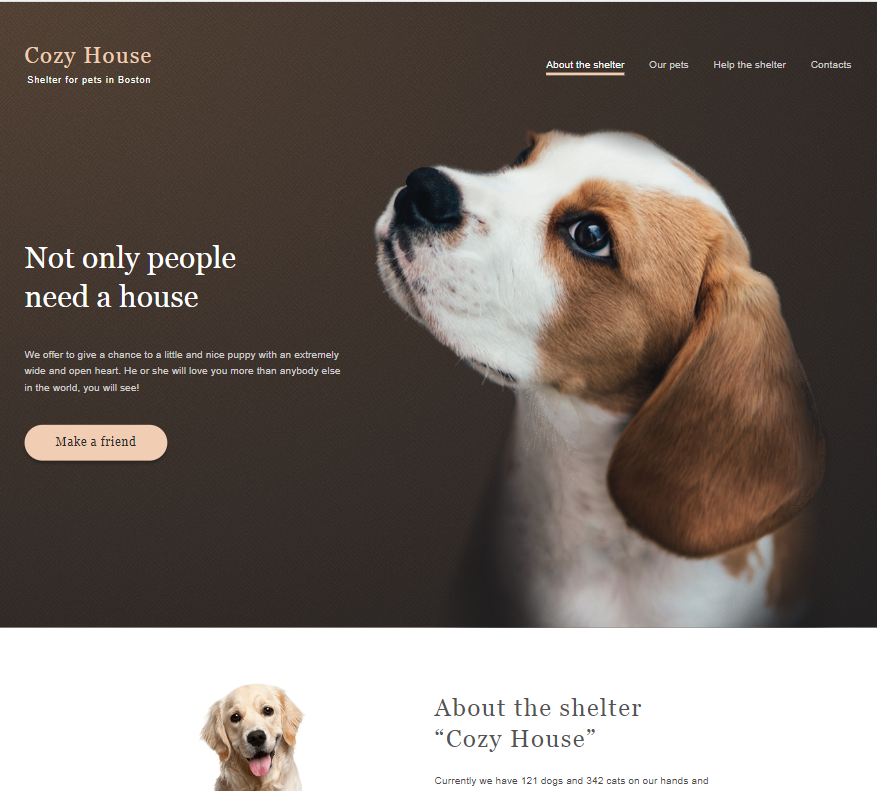 Cozy House
Shelter for pets in Boston
About the shelter
Our pets
Help the shelter
Contacts
Not only people
need a house
We offer to give a chance to a little and nice puppy with an extremely
wide and open heart. He or she will love you more than anybody else
in the world, you will see!
Make a friend
About the shelter
“Cozy House”
Currently we have 121 dogs and 342 cats on our hands and